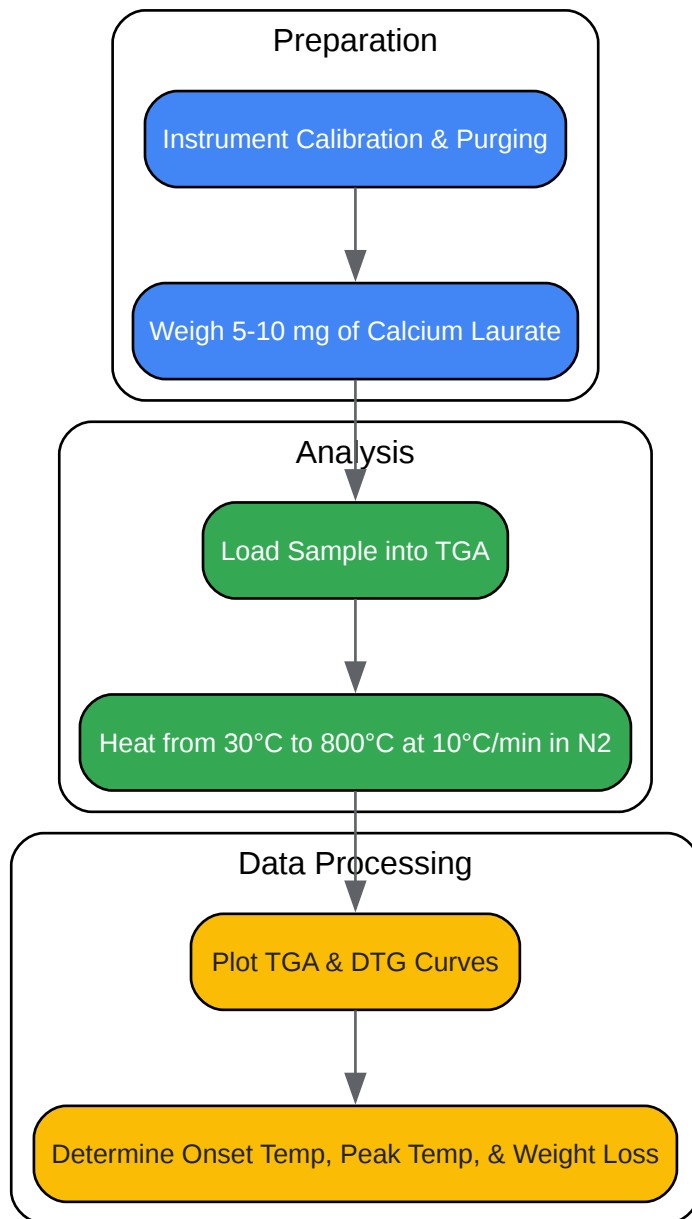 Preparation
Instrument Calibration & Purging
Weigh 5-10 mg of Calcium Laurate
Analysis
Load Sample into TGA
Heat from 30°C to 800°C at 10°C/min in N2
Data Processing
Plot TGA & DTG Curves
Determine Onset Temp, Peak Temp, & Weight Loss